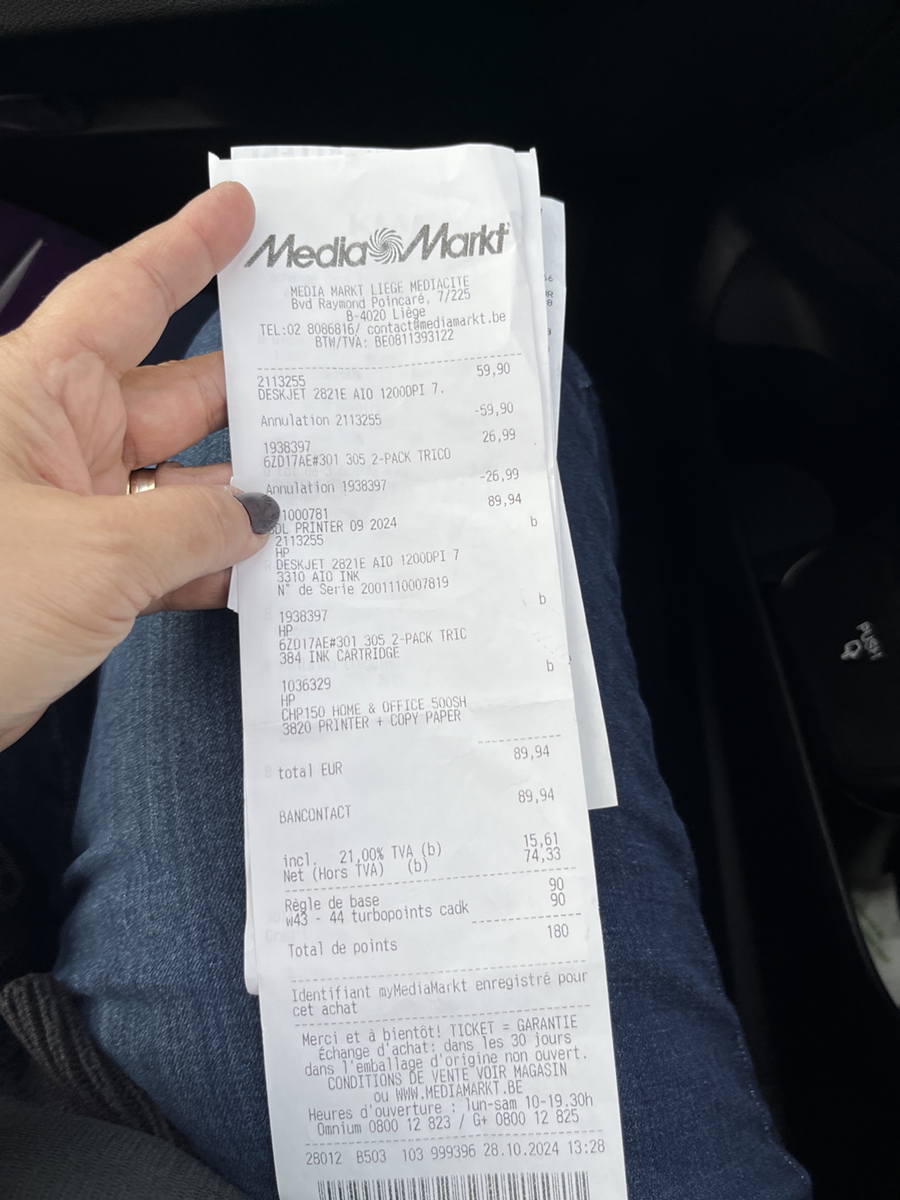 MediaMarkt
MEDIA MARKT LIEGE MEDIACITE
Bvd Raymond Poincaré, 7/225
B-4020 Liège
TEL:02 8086816/ contact@mediamarkt.be
BTW/TVA: BE0811393122
2113255 59,90
DESKJET 2821E AIO 1200DPI 7.
Annulation 2113255 -59,90
1938397 26,99
6ZD17AE#301 305 2-PACK TRICO
Annulation 1938397 -26,99
1000781 89,94
BDL PRINTER 09 2024 b
2113255
HP
DESKJET 2821E AIO 1200DPI 7
3310 AIO INK
N° de Serie 2001110007819
b
1938397
HP
6ZD17AE#301 305 2-PACK TRIC
384 INK CARTRIDGE
b
1036329
HP
CHP150 HOME & OFFICE 500SH
3820 PRINTER + COPY PAPER
total EUR 89,94
BANCONTACT 89,94
incl. 21,00% TVA (b) 15,61
Net (Hors TVA) (b) 74,33
Règle de base 90
w43 - 44 turbopoints cadk 90
Total de points 180
Identifiant myMediaMarkt enregistré pour
cet achat
Merci et à bientôt! TICKET = GARANTIE
Échange d'achat: dans les 30 jours
dans l'emballage d'origine non ouvert.
CONDITIONS DE VENTE VOIR MAGASIN
ou WWW.MEDIAMARKT.BE
Heures d'ouverture : lun-sam 10-19.30h
Omnium 0800 12 823 / G+ 0800 12 825
28012 B503 103 999396 28.10.2024 13:28
PUSH